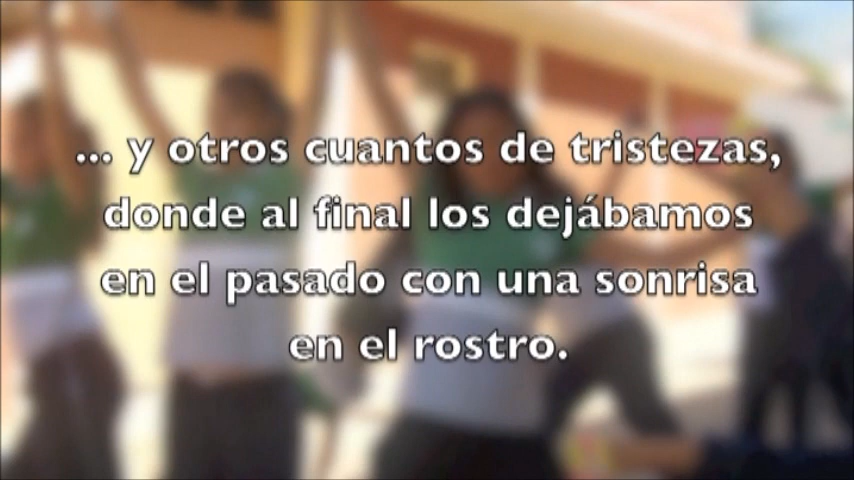 ... y otros cuantos de tristezas,
donde al final los dejábamos
en el pasado con una sonrisa
en el rostro.